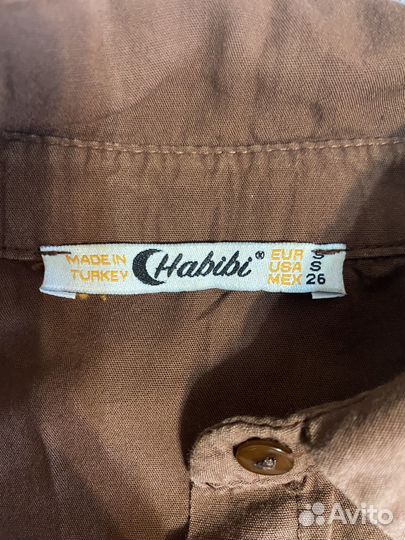 MADE IN
TURKEY
Habibi®
EUR S
USA S
MEX 26
Avito